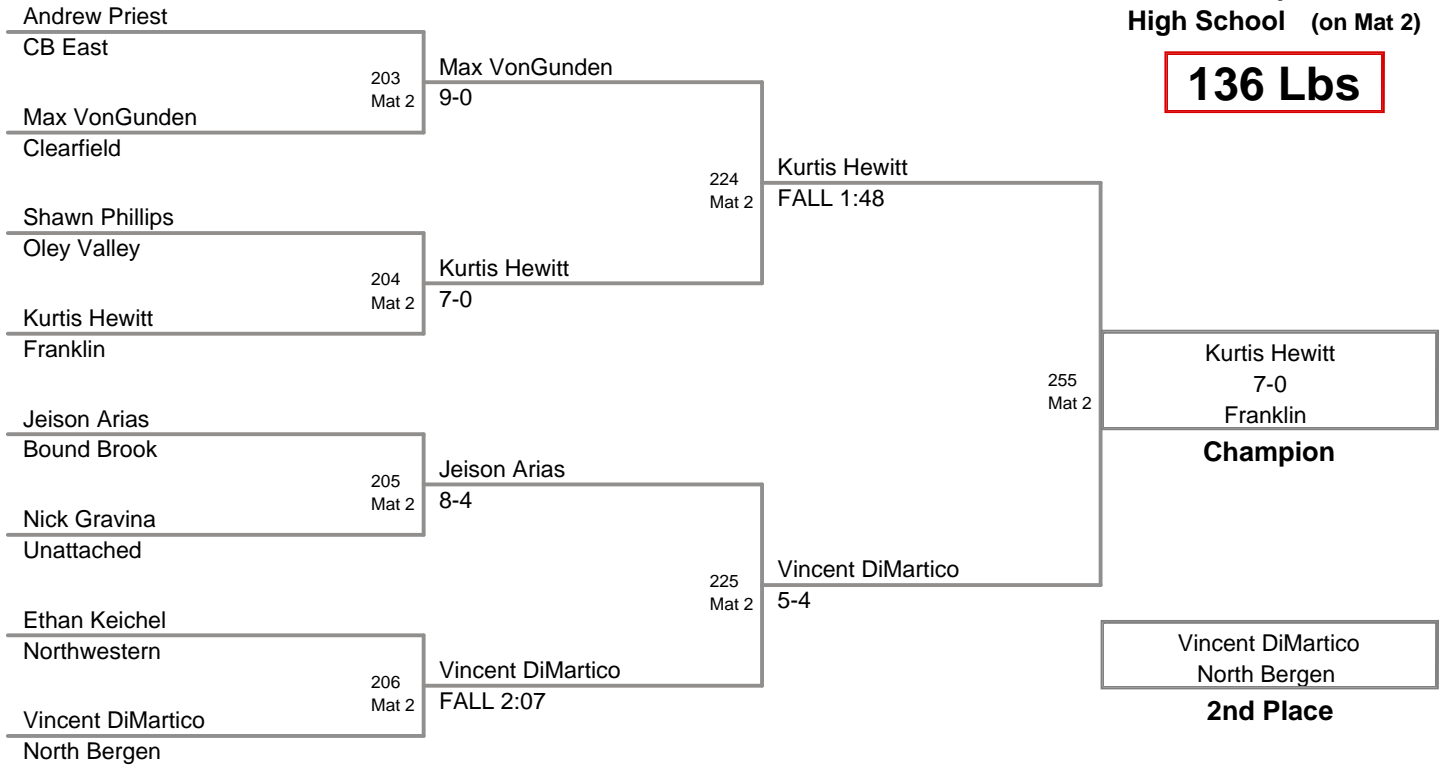 High School (on Mat 2)
136 Lbs
Andrew Priest
CB East
203
Mat 2
Max VonGunden
9-0
Max VonGunden
Clearfield
224
Mat 2
Kurtis Hewitt
FALL 1:48
Shawn Phillips
Oley Valley
204
Mat 2
Kurtis Hewitt
7-0
Kurtis Hewitt
Franklin
255
Mat 2
Kurtis Hewitt
7-0
Franklin
Champion
Jeison Arias
Bound Brook
205
Mat 2
Jeison Arias
8-4
Nick Gravina
Unattached
225
Mat 2
Vincent DiMartico
5-4
Ethan Keichel
Northwestern
206
Mat 2
Vincent DiMartico
FALL 2:07
Vincent DiMartico
North Bergen
Vincent DiMartico
North Bergen
2nd Place